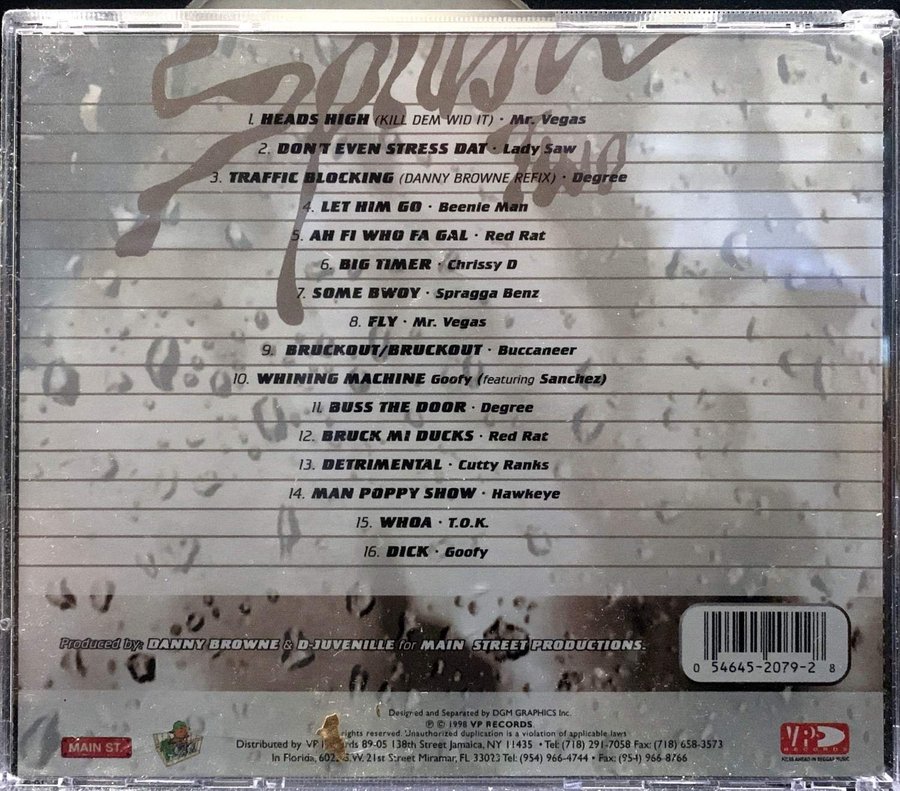 Splash
Two
1. HEADS HIGH (KILL DEM WID IT) · Mr. Vegas
2. DON'T EVEN STRESS DAT · Lady Saw
3. TRAFFIC BLOCKING (DANNY BROWNE REFIX) · Degree
4. LET HIM GO · Beenie Man
5. AH FI WHO FA GAL · Red Rat
6. BIG TIMER · Chrissy D
7. SOME BWOY · Spragga Benz
8. FLY · Mr. Vegas
9. BRUCKOUT/BRUCKOUT · Buccaneer
10. WHINING MACHINE Goofy (featuring Sanchez)
11. BUSS THE DOOR · Degree
12. BRUCK MI DUCKS · Red Rat
13. DETRIMENTAL · Cutty Ranks
14. MAN POPPY SHOW · Hawkeye
15. WHOA · T.O.K.
16. DICK · Goofy
Produced by: DANNY BROWNE & D-JUVENILLE for MAIN STREET PRODUCTIONS.
0 54645-2079-2 8
Designed and Separated by DGM GRAPHICS Inc.
℗ © 1998 VP RECORDS
rights reserved. Unauthorized duplication is a violation of applicable laws
Distributed by VP Records 89-05 138th Street Jamaica, NY 11435 • Tel: (718) 291-7058 Fax: (718) 658-3573
In Florida, 602 S.W. 21st Street Miramar, FL 33023 Tel: (954) 966-4744 • Fax: (954) 966-8766
MAIN ST.
VP
RECORDS
MILES AHEAD IN REGGAE MUSIC